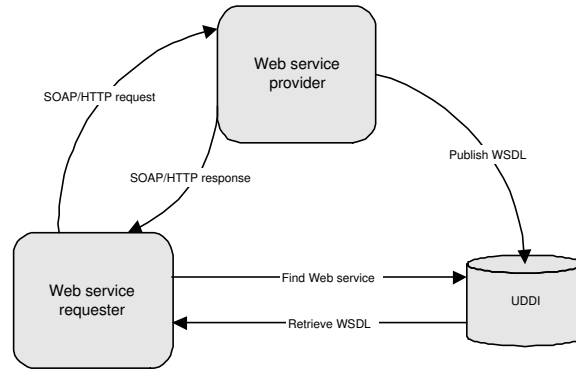 Web service
provider
SOAP/HTTP request
Publish WSDL
SOAP/HTTP response
Web service
requester
Find Web service
UDDI
Retrieve WSDL